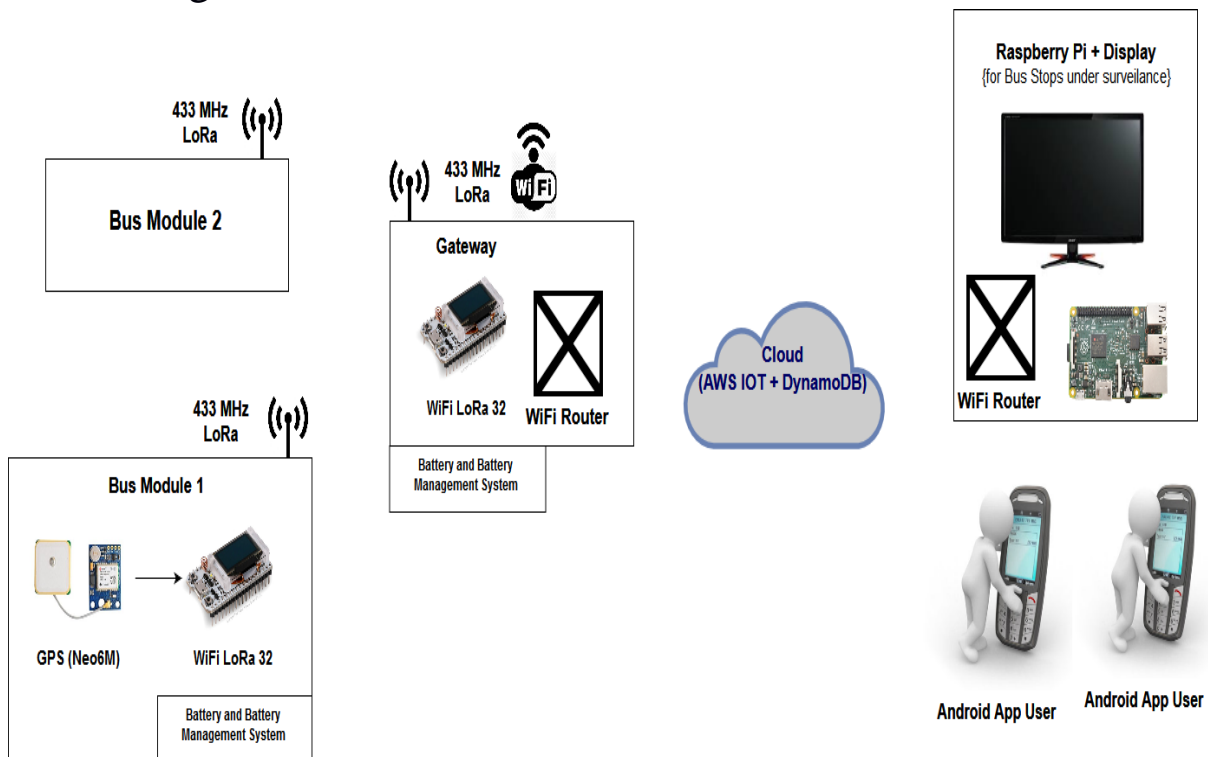 433 MHz
LoRa
Bus Module 2
433 MHz
LoRa
Wi Fi
Gateway
WiFi LoRa 32
WiFi Router
Battery and Battery
Management System
433 MHz
LoRa
Bus Module 1
GPS (Neo6M)
WiFi LoRa 32
Battery and Battery
Management System
Cloud
(AWS IOT + DynamoDB)
Raspberry Pi + Display
{for Bus Stops under surveilance}
WiFi Router
Android App User
Android App User